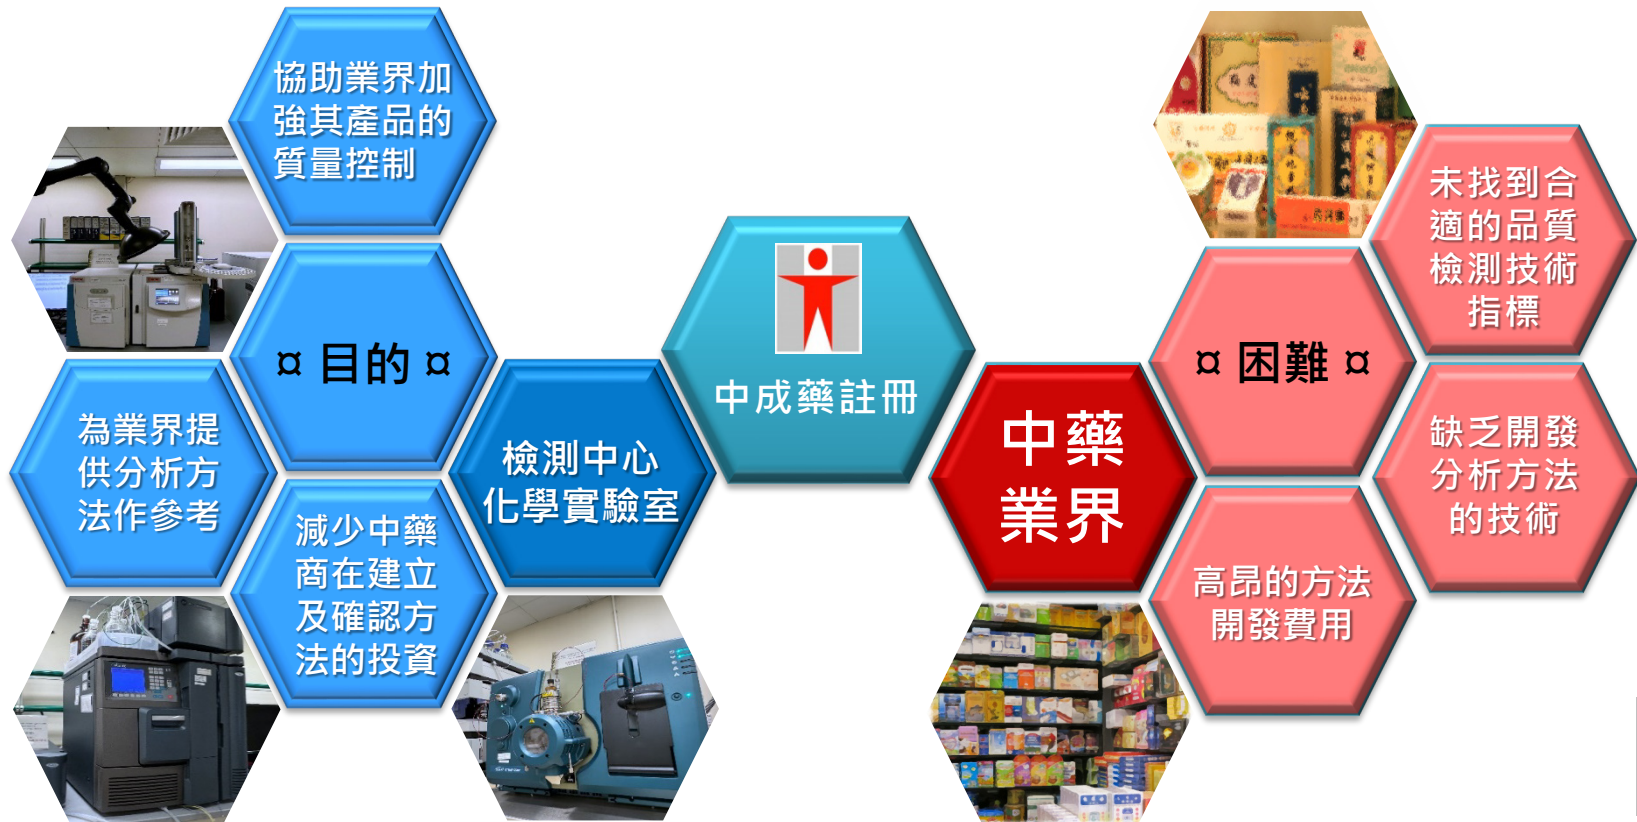 協助業界加
強其產品的
質量控制
¤ 目的 ¤
為業界提
供分析方
法作參考
減少中藥
商在建立
及確認方
法的投資
檢測中心
化學實驗室
中成藥註冊
中藥
業界
¤ 困難 ¤
未找到合
適的品質
檢測技術
指標
缺乏開發
分析方法
的技術
高昂的方法
開發費用